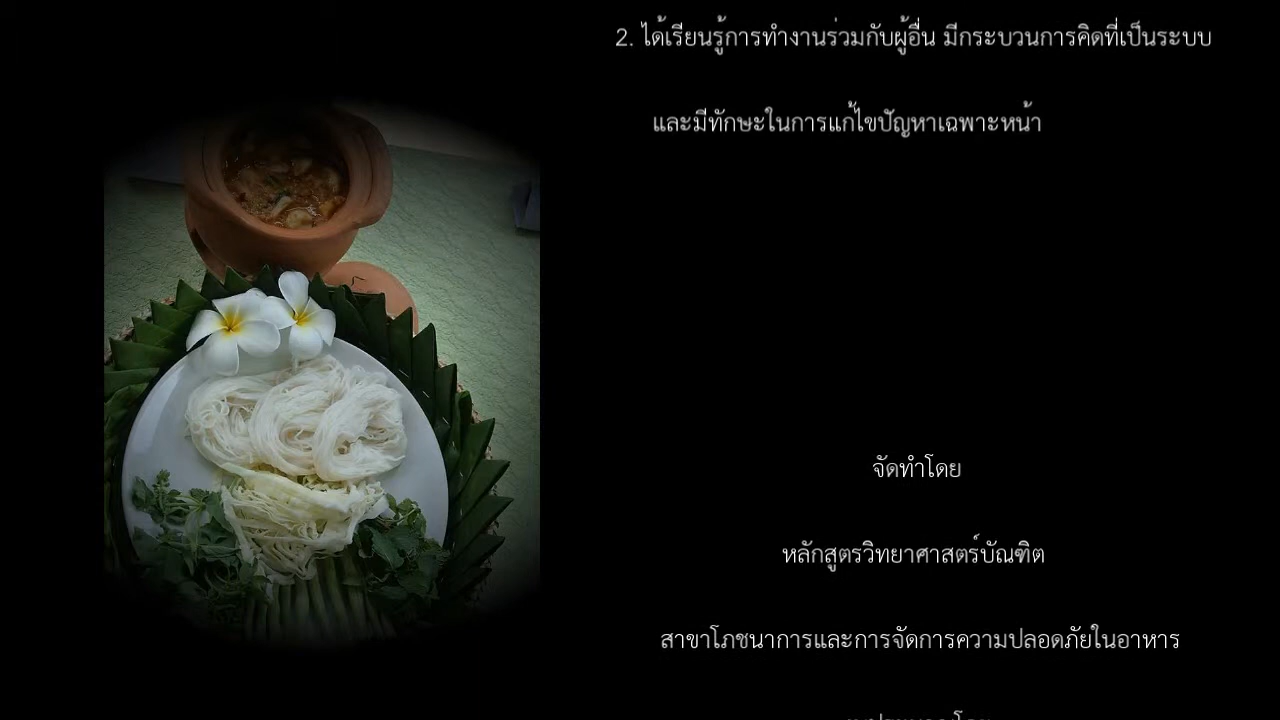 2. ได้เรียนรู้การทำงานร่วมกับผู้อื่น มีกระบวนการคิดที่เป็นระบบ
และมีทักษะในการแก้ไขปัญหาเฉพาะหน้า
จัดทำโดย
หลักสูตรวิทยาศาสตร์บัณฑิต
สาขาโภชนาการและการจัดการความปลอดภัยในอาหาร